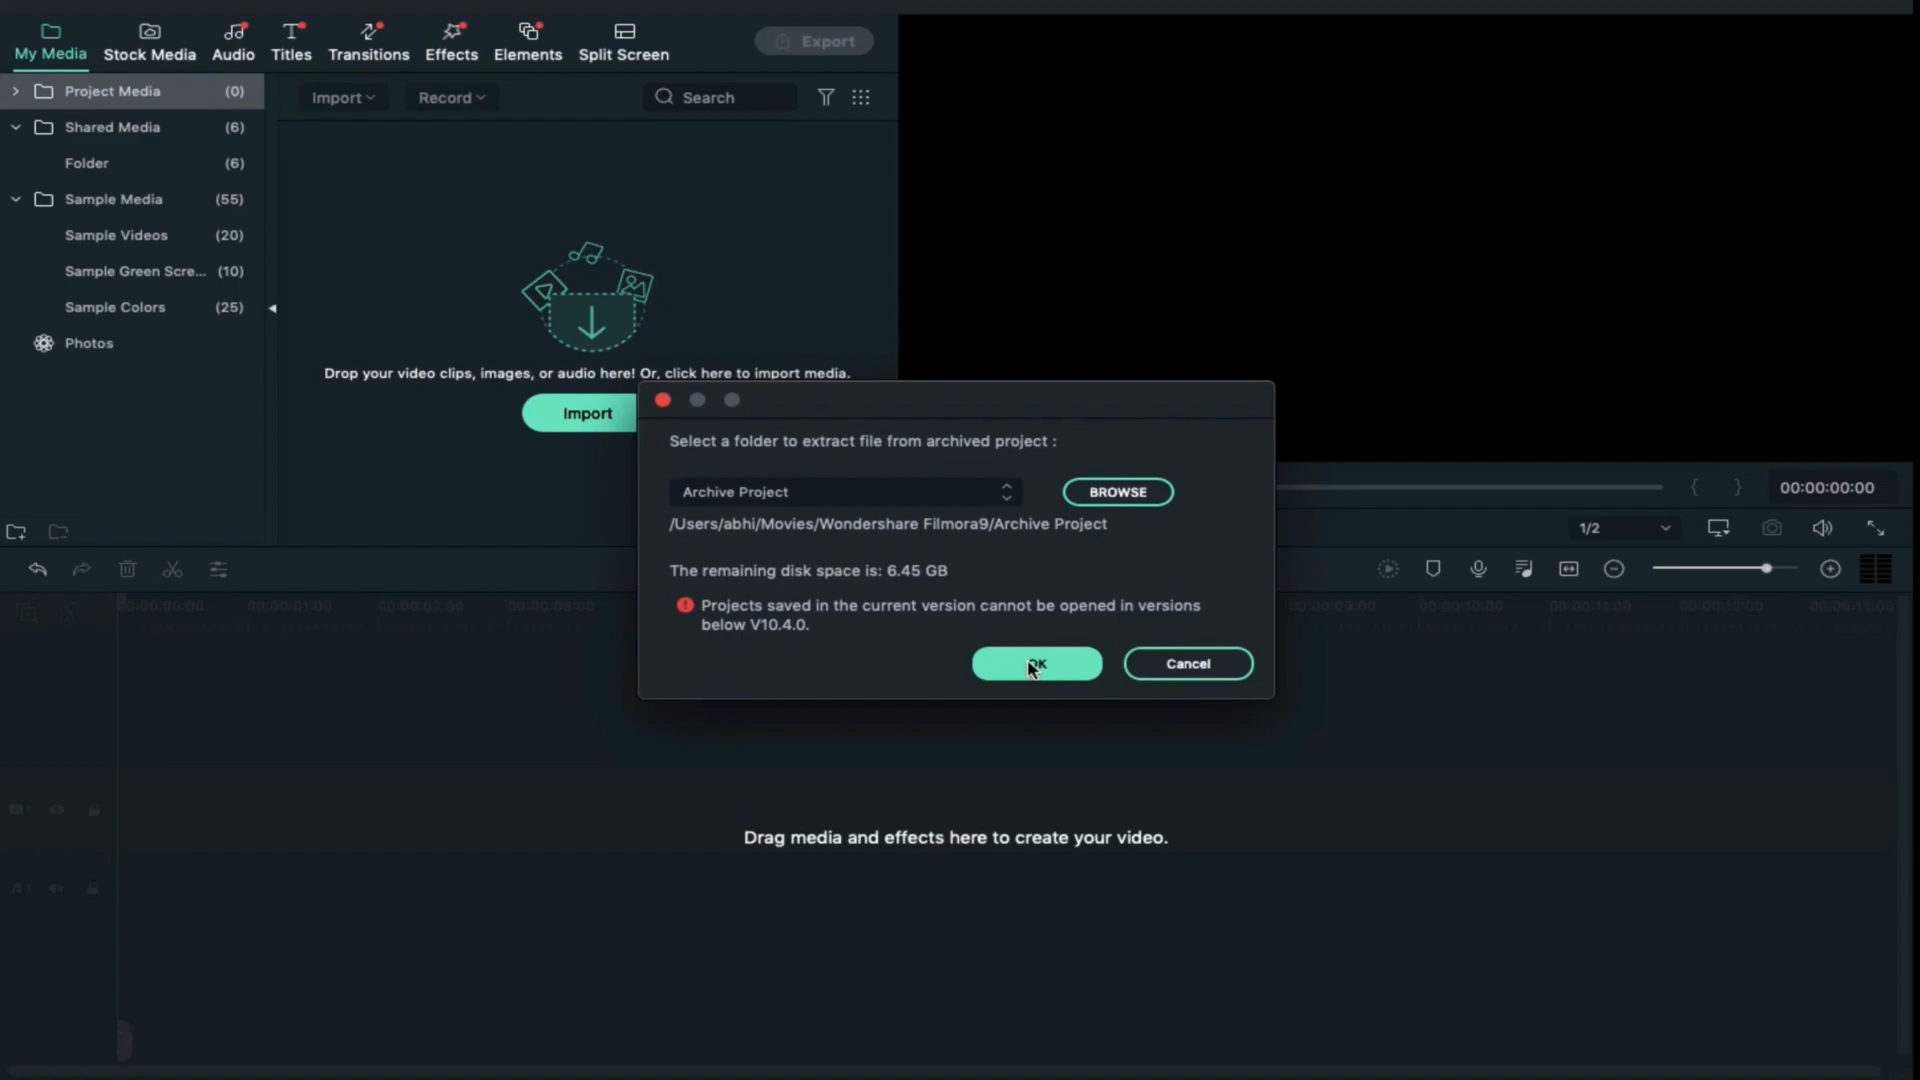 My Media
Stock Media
Audio
Titles
Transitions
Effects
Elements
Split Screen
Export
Project Media (0)
Shared Media (6)
Folder (6)
Sample Media (55)
Sample Videos (20)
Sample Green Scre... (10)
Sample Colors (25)
Photos
Import
Record
Search
Drop your video clips, images, or audio here! Or, click here to import media.
Import
Select a folder to extract file from archived project :
Archive Project
BROWSE
/Users/abhi/Movies/Wondershare Filmora9/Archive Project
The remaining disk space is: 6.45 GB
Projects saved in the current version cannot be opened in versions
below V10.4.0.
OK
Cancel
{ }
00:00:00:00
1/2
Drag media and effects here to create your video.